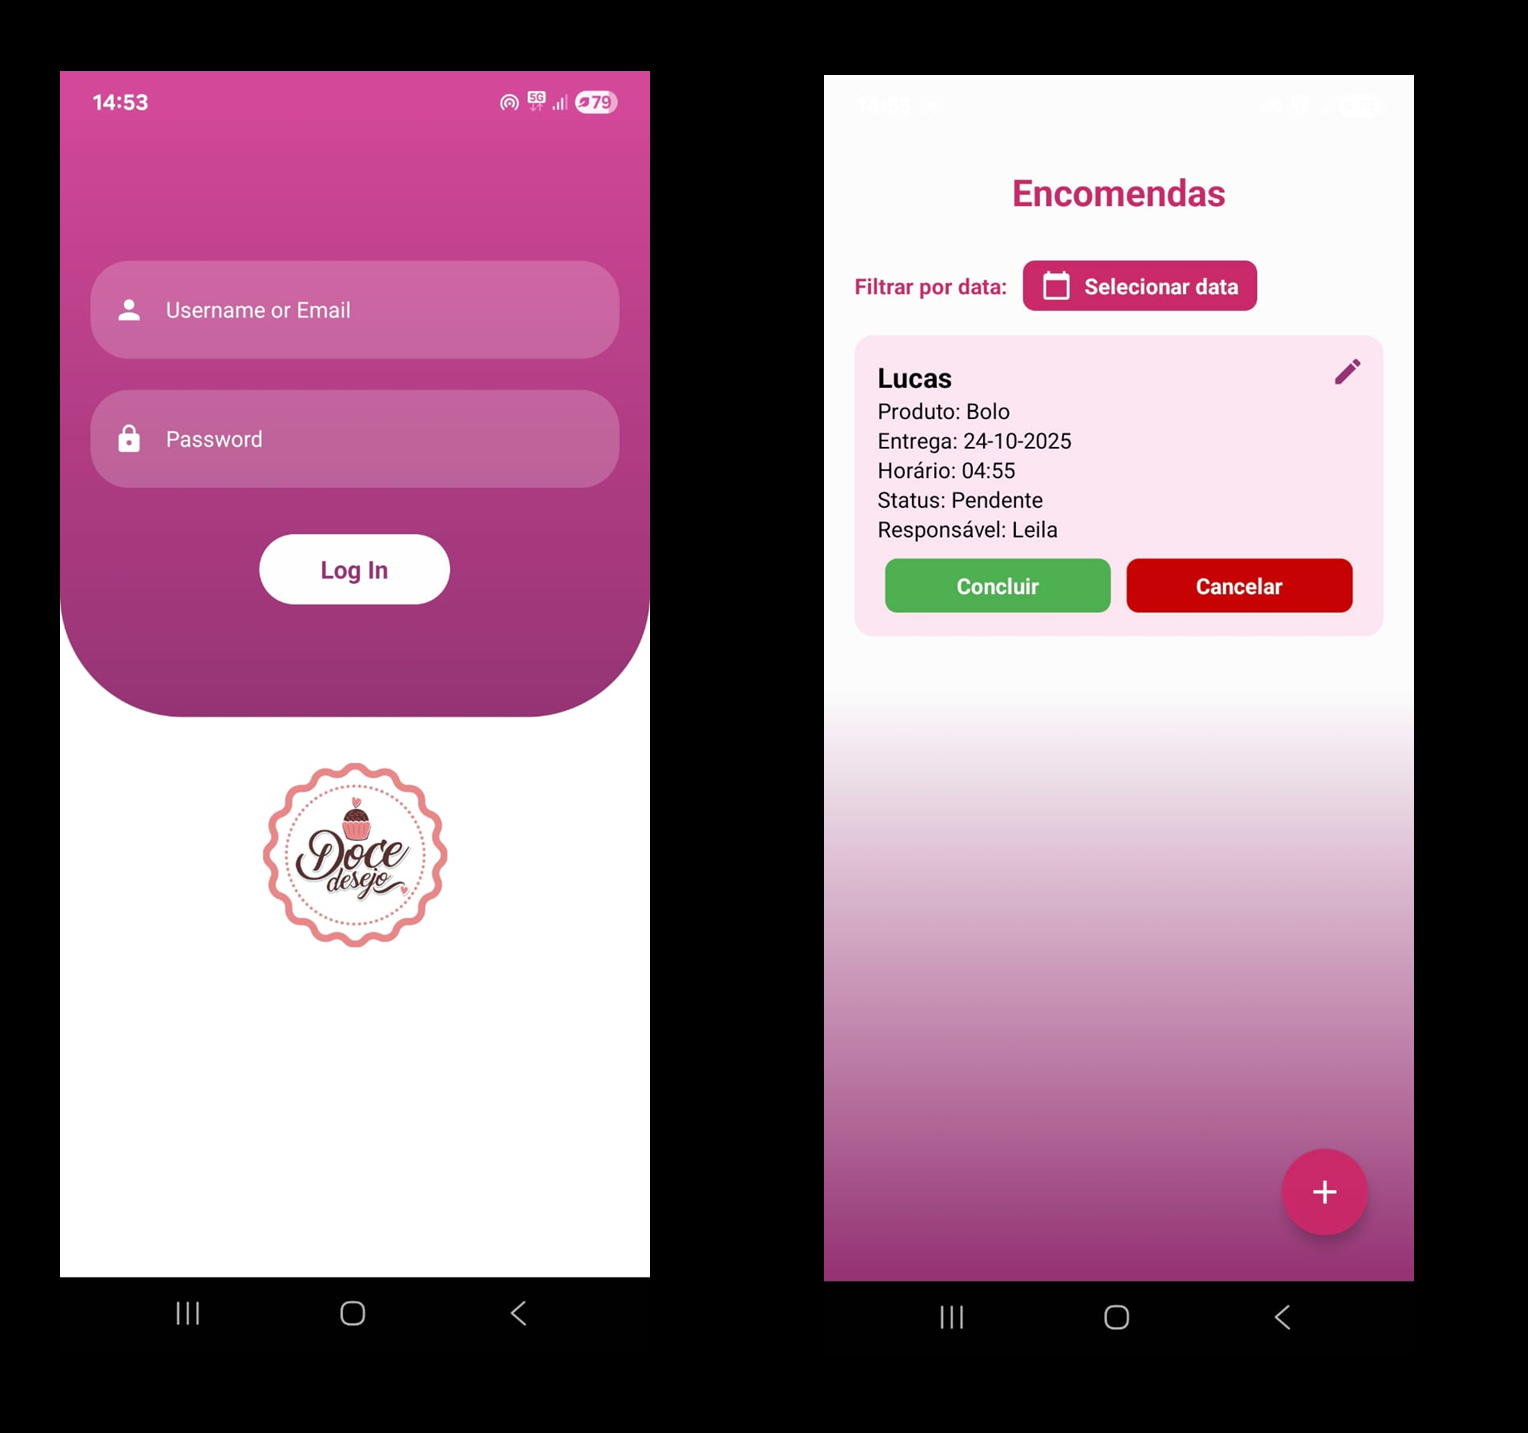 14:53
5G
79
Username or Email
Password
Log In
Doce
desejo
Encomendas
Filtrar por data:
Selecionar data
Lucas
Produto: Bolo
Entrega: 24-10-2025
Horário: 04:55
Status: Pendente
Responsável: Leila
Concluir
Cancelar